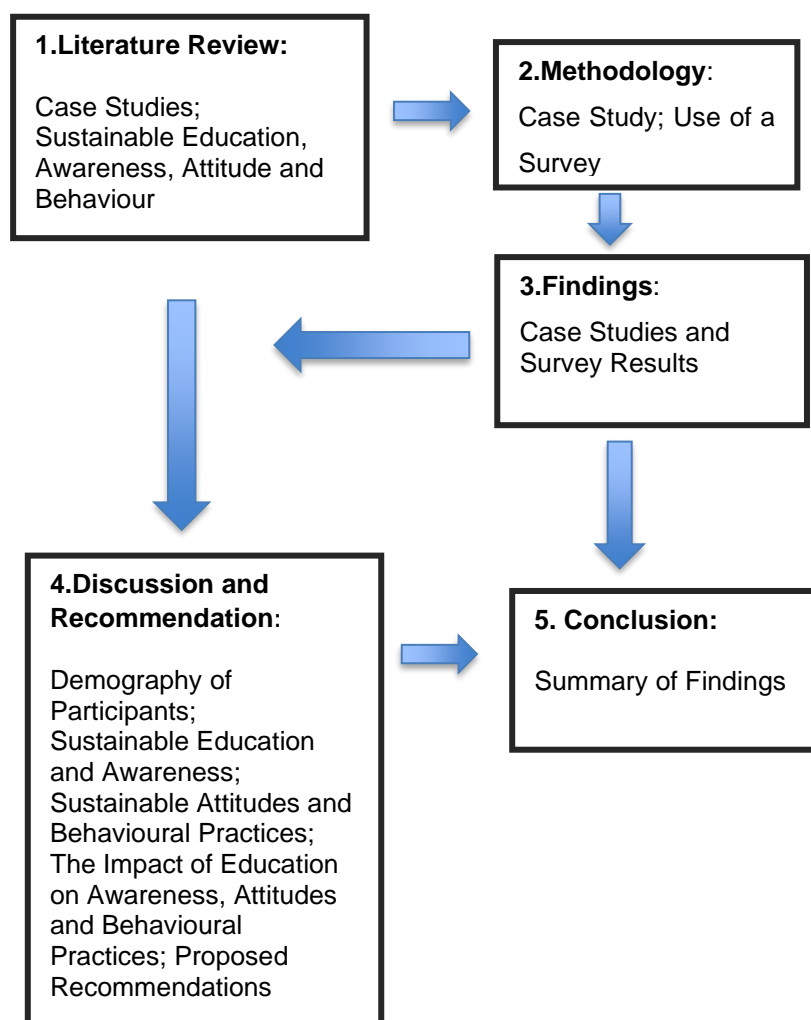 1.Literature Review:
Case Studies;
Sustainable Education,
Awareness, Attitude and
Behaviour
2.Methodology:
Case Study; Use of a
Survey
3.Findings:
Case Studies and
Survey Results
4.Discussion and
Recommendation:
Demography of
Participants;
Sustainable Education
and Awareness;
Sustainable Attitudes and
Behavioural Practices;
The Impact of Education
on Awareness, Attitudes
and Behavioural
Practices; Proposed
Recommendations
5. Conclusion:
Summary of Findings